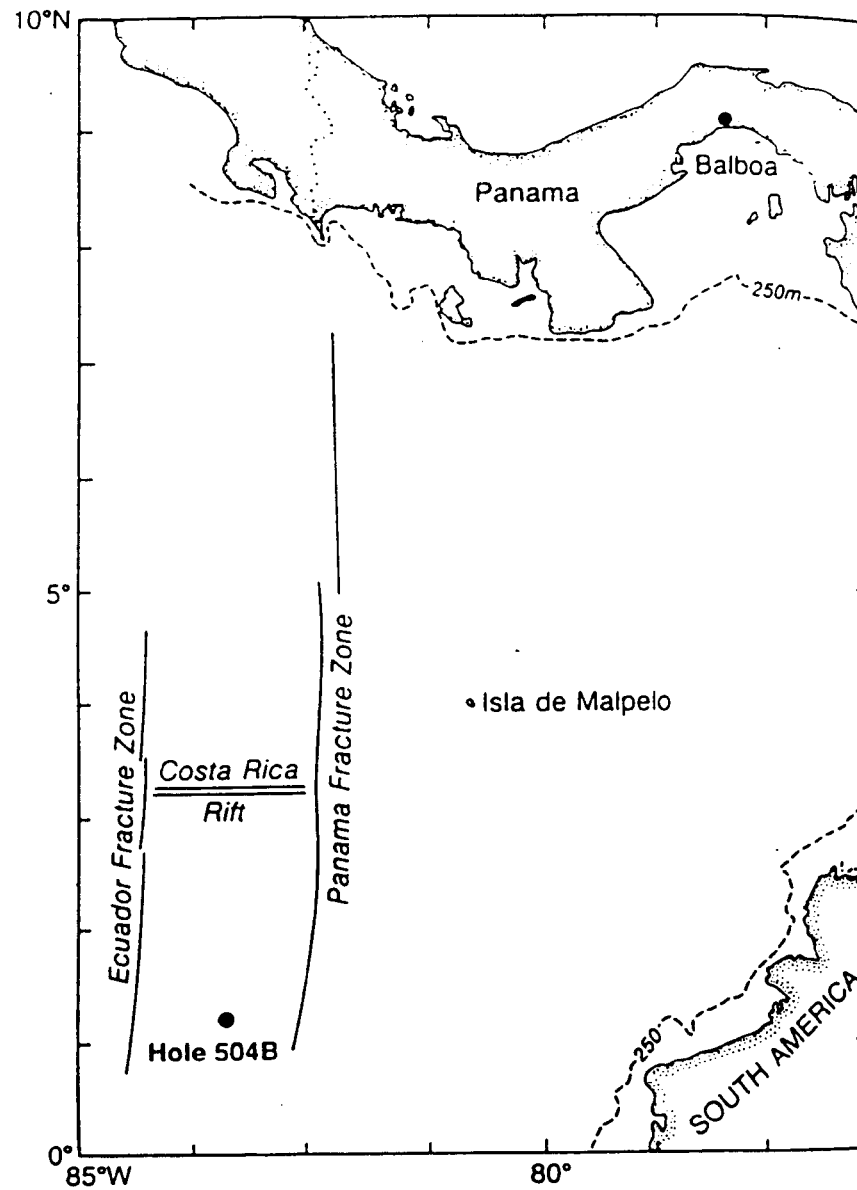 10°N
Panama
Balboa
250m
5°
Isla de Malpelo
Ecuador Fracture Zone
Costa Rica
Rift
Panama Fracture Zone
Hole 504B
250
SOUTH AMERICA
0°
85°W
80°